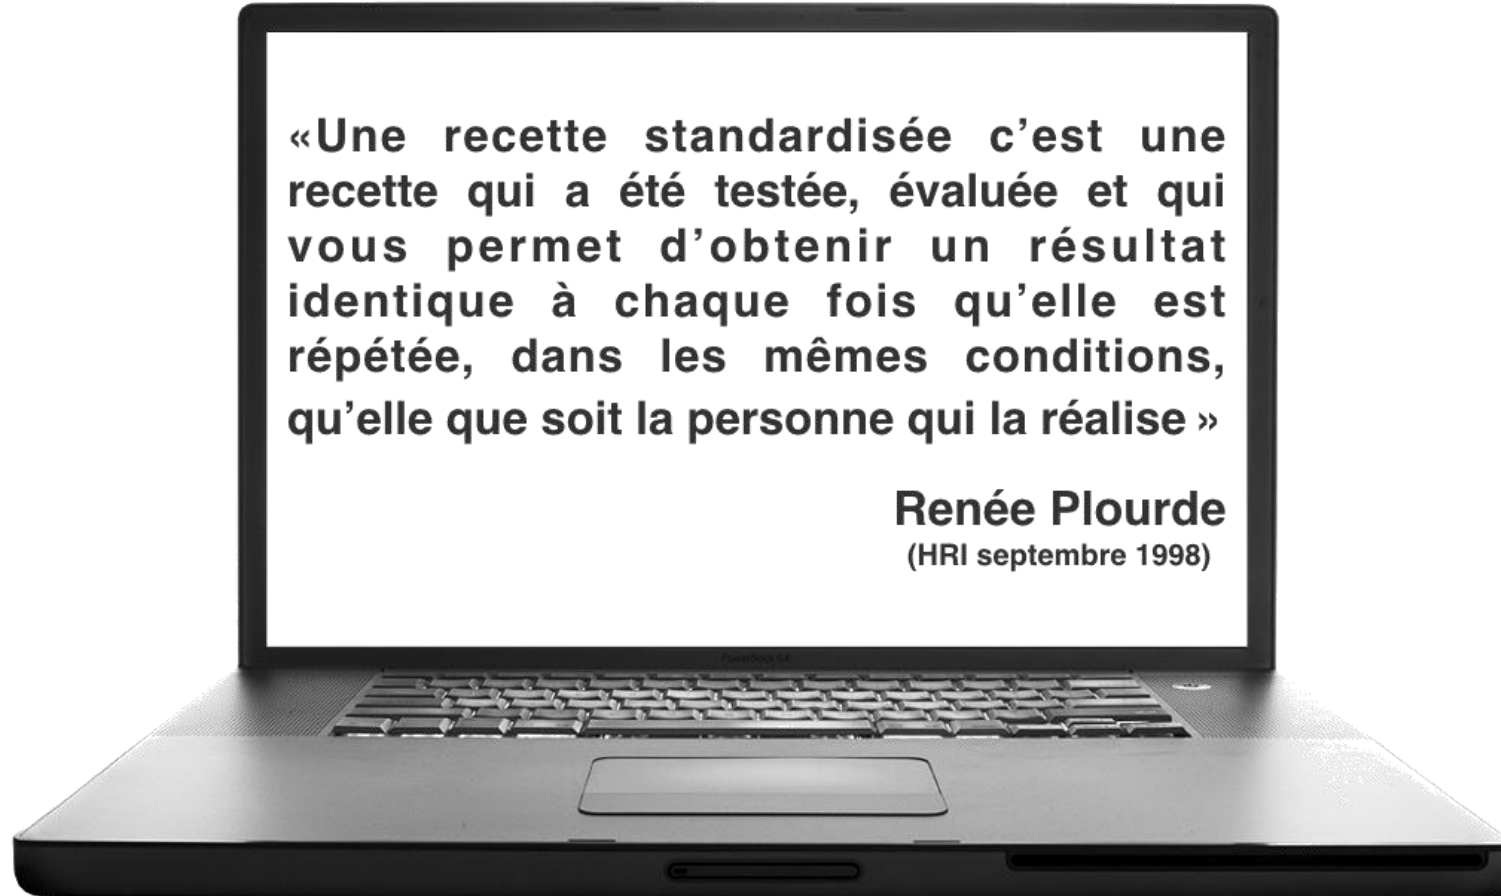 «Une recette standardisée c’est une
recette qui a été testée, évaluée et qui
vous permet d’obtenir un résultat
identique à chaque fois qu’elle est
répétée, dans les mêmes conditions,
qu’elle que soit la personne qui la réalise »
Renée Plourde
(HRI septembre 1998)